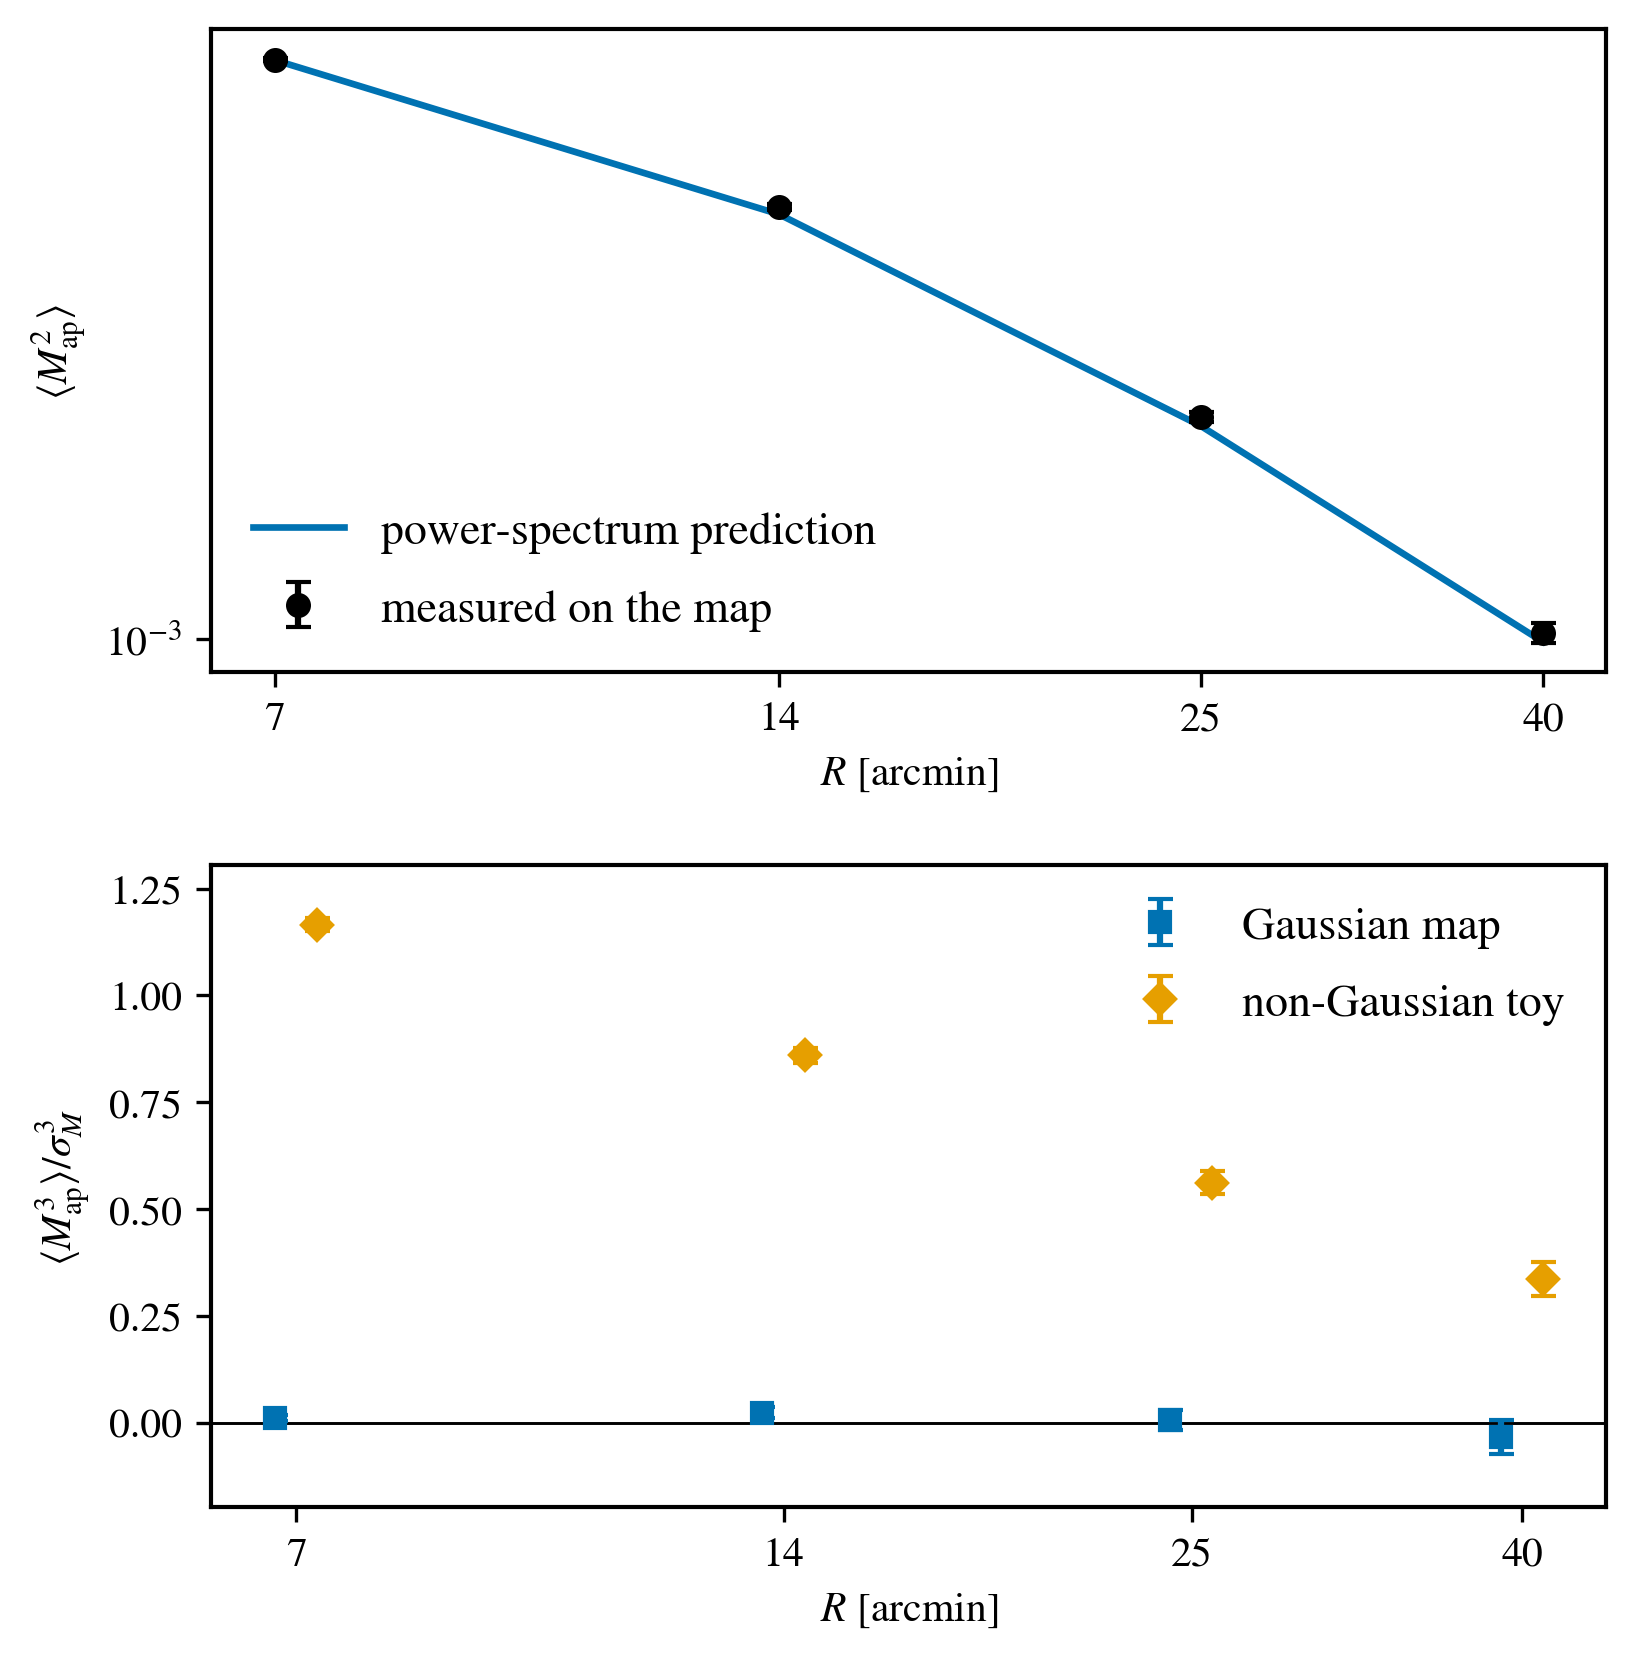 ⟨M²ap⟩
power-spectrum prediction
measured on the map
10⁻³
7 14 25 40
R [arcmin]
⟨M³ap⟩/σ³M
1.25
1.00
0.75
0.50
0.25
0.00
Gaussian map
non-Gaussian toy
7 14 25 40
R [arcmin]